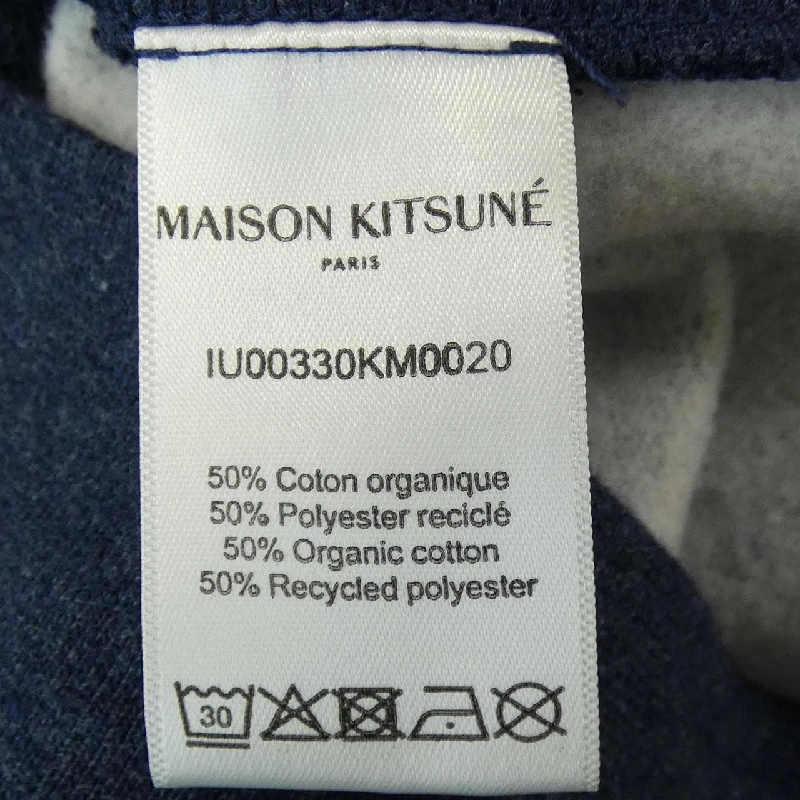 MAISON KITSUNÉ
PARIS
IU00330KM0020
50% Coton organique
50% Polyester reciclé
50% Organic cotton
50% Recycled polyester
30